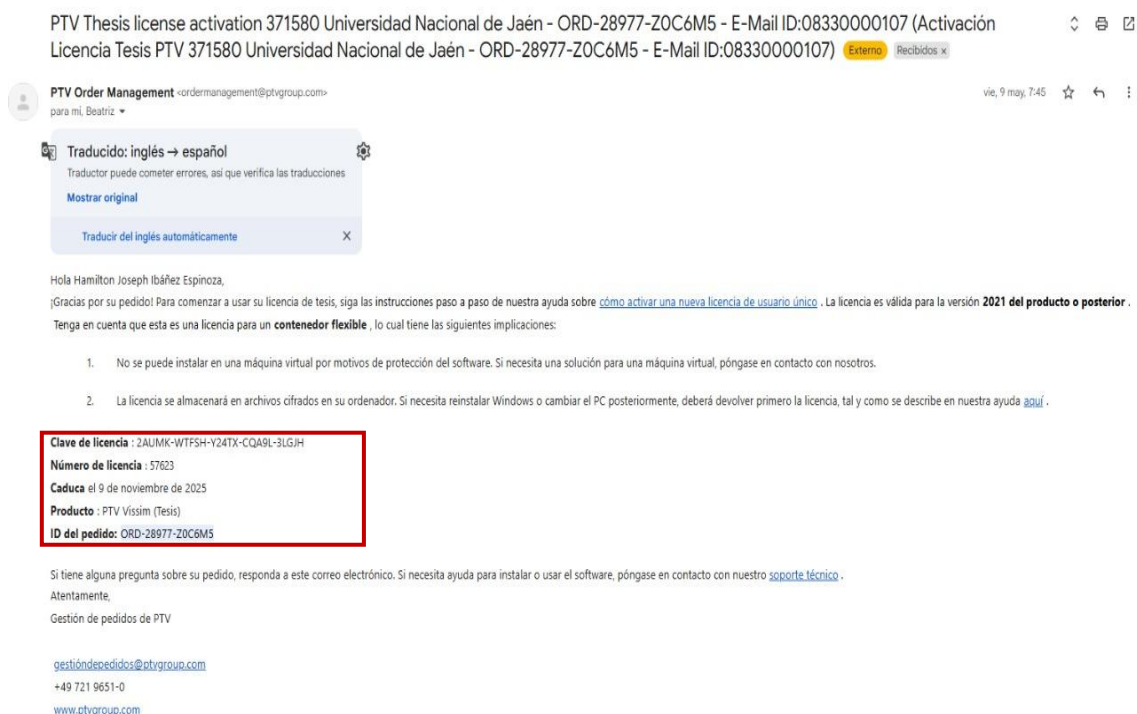 PTV Thesis license activation 371580 Universidad Nacional de Jaén - ORD-28977-Z0C6M5 - E-Mail ID:08330000107 (Activación
Licencia Tesis PTV 371580 Universidad Nacional de Jaén - ORD-28977-Z0C6M5 - E-Mail ID:08330000107) Externo Recibidos x
PTV Order Management <ordermanagement@ptvgroup.com> vie, 9 may, 7:45
para mí, Beatriz
Traducido: inglés → español
Traductor puede cometer errores, así que verifica las traducciones
Mostrar original
Traducir del inglés automáticamente X
Hola Hamilton Joseph Ibáñez Espinoza,
¡Gracias por su pedido! Para comenzar a usar su licencia de tesis, siga las instrucciones paso a paso de nuestra ayuda sobre cómo activar una nueva licencia de usuario único . La licencia es válida para la versión 2021 del producto o posterior .
Tenga en cuenta que esta es una licencia para un contenedor flexible , lo cual tiene las siguientes implicaciones:
1. No se puede instalar en una máquina virtual por motivos de protección del software. Si necesita una solución para una máquina virtual, póngase en contacto con nosotros.
2. La licencia se almacenará en archivos cifrados en su ordenador. Si necesita reinstalar Windows o cambiar el PC posteriormente, deberá devolver primero la licencia, tal y como se describe en nuestra ayuda aquí .
Clave de licencia : 2AUMK-WTFSH-Y24TX-CQA9L-3LGJH
Número de licencia : 57623
Caduca el 9 de noviembre de 2025
Producto : PTV Vissim (Tesis)
ID del pedido: ORD-28977-Z0C6M5
Si tiene alguna pregunta sobre su pedido, responda a este correo electrónico. Si necesita ayuda para instalar o usar el software, póngase en contacto con nuestro soporte técnico .
Atentamente,
Gestión de pedidos de PTV
gestióndepedidos@ptvgroup.com
+49 721 9651-0
www.ptvgroup.com